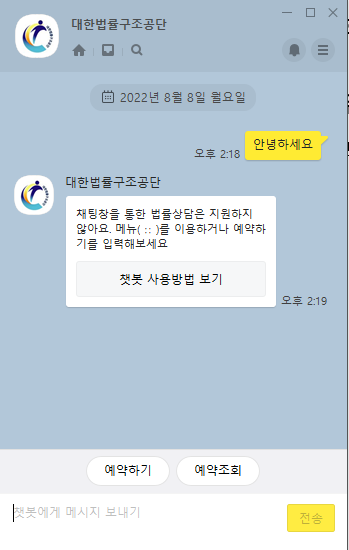 대한법률구조공단
2022년 8월 8일 월요일
안녕하세요
오후 2:18
대한법률구조공단
채팅창을 통한 법률상담은 지원하지
않아요. 메뉴( :: )를 이용하거나 예약하
기를 입력해보세요
챗봇 사용방법 보기
오후 2:19
예약하기 예약조회
챗봇에게 메시지 보내기
전송